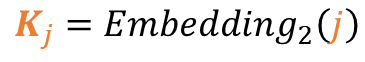 K_j = Embedding_2(j)